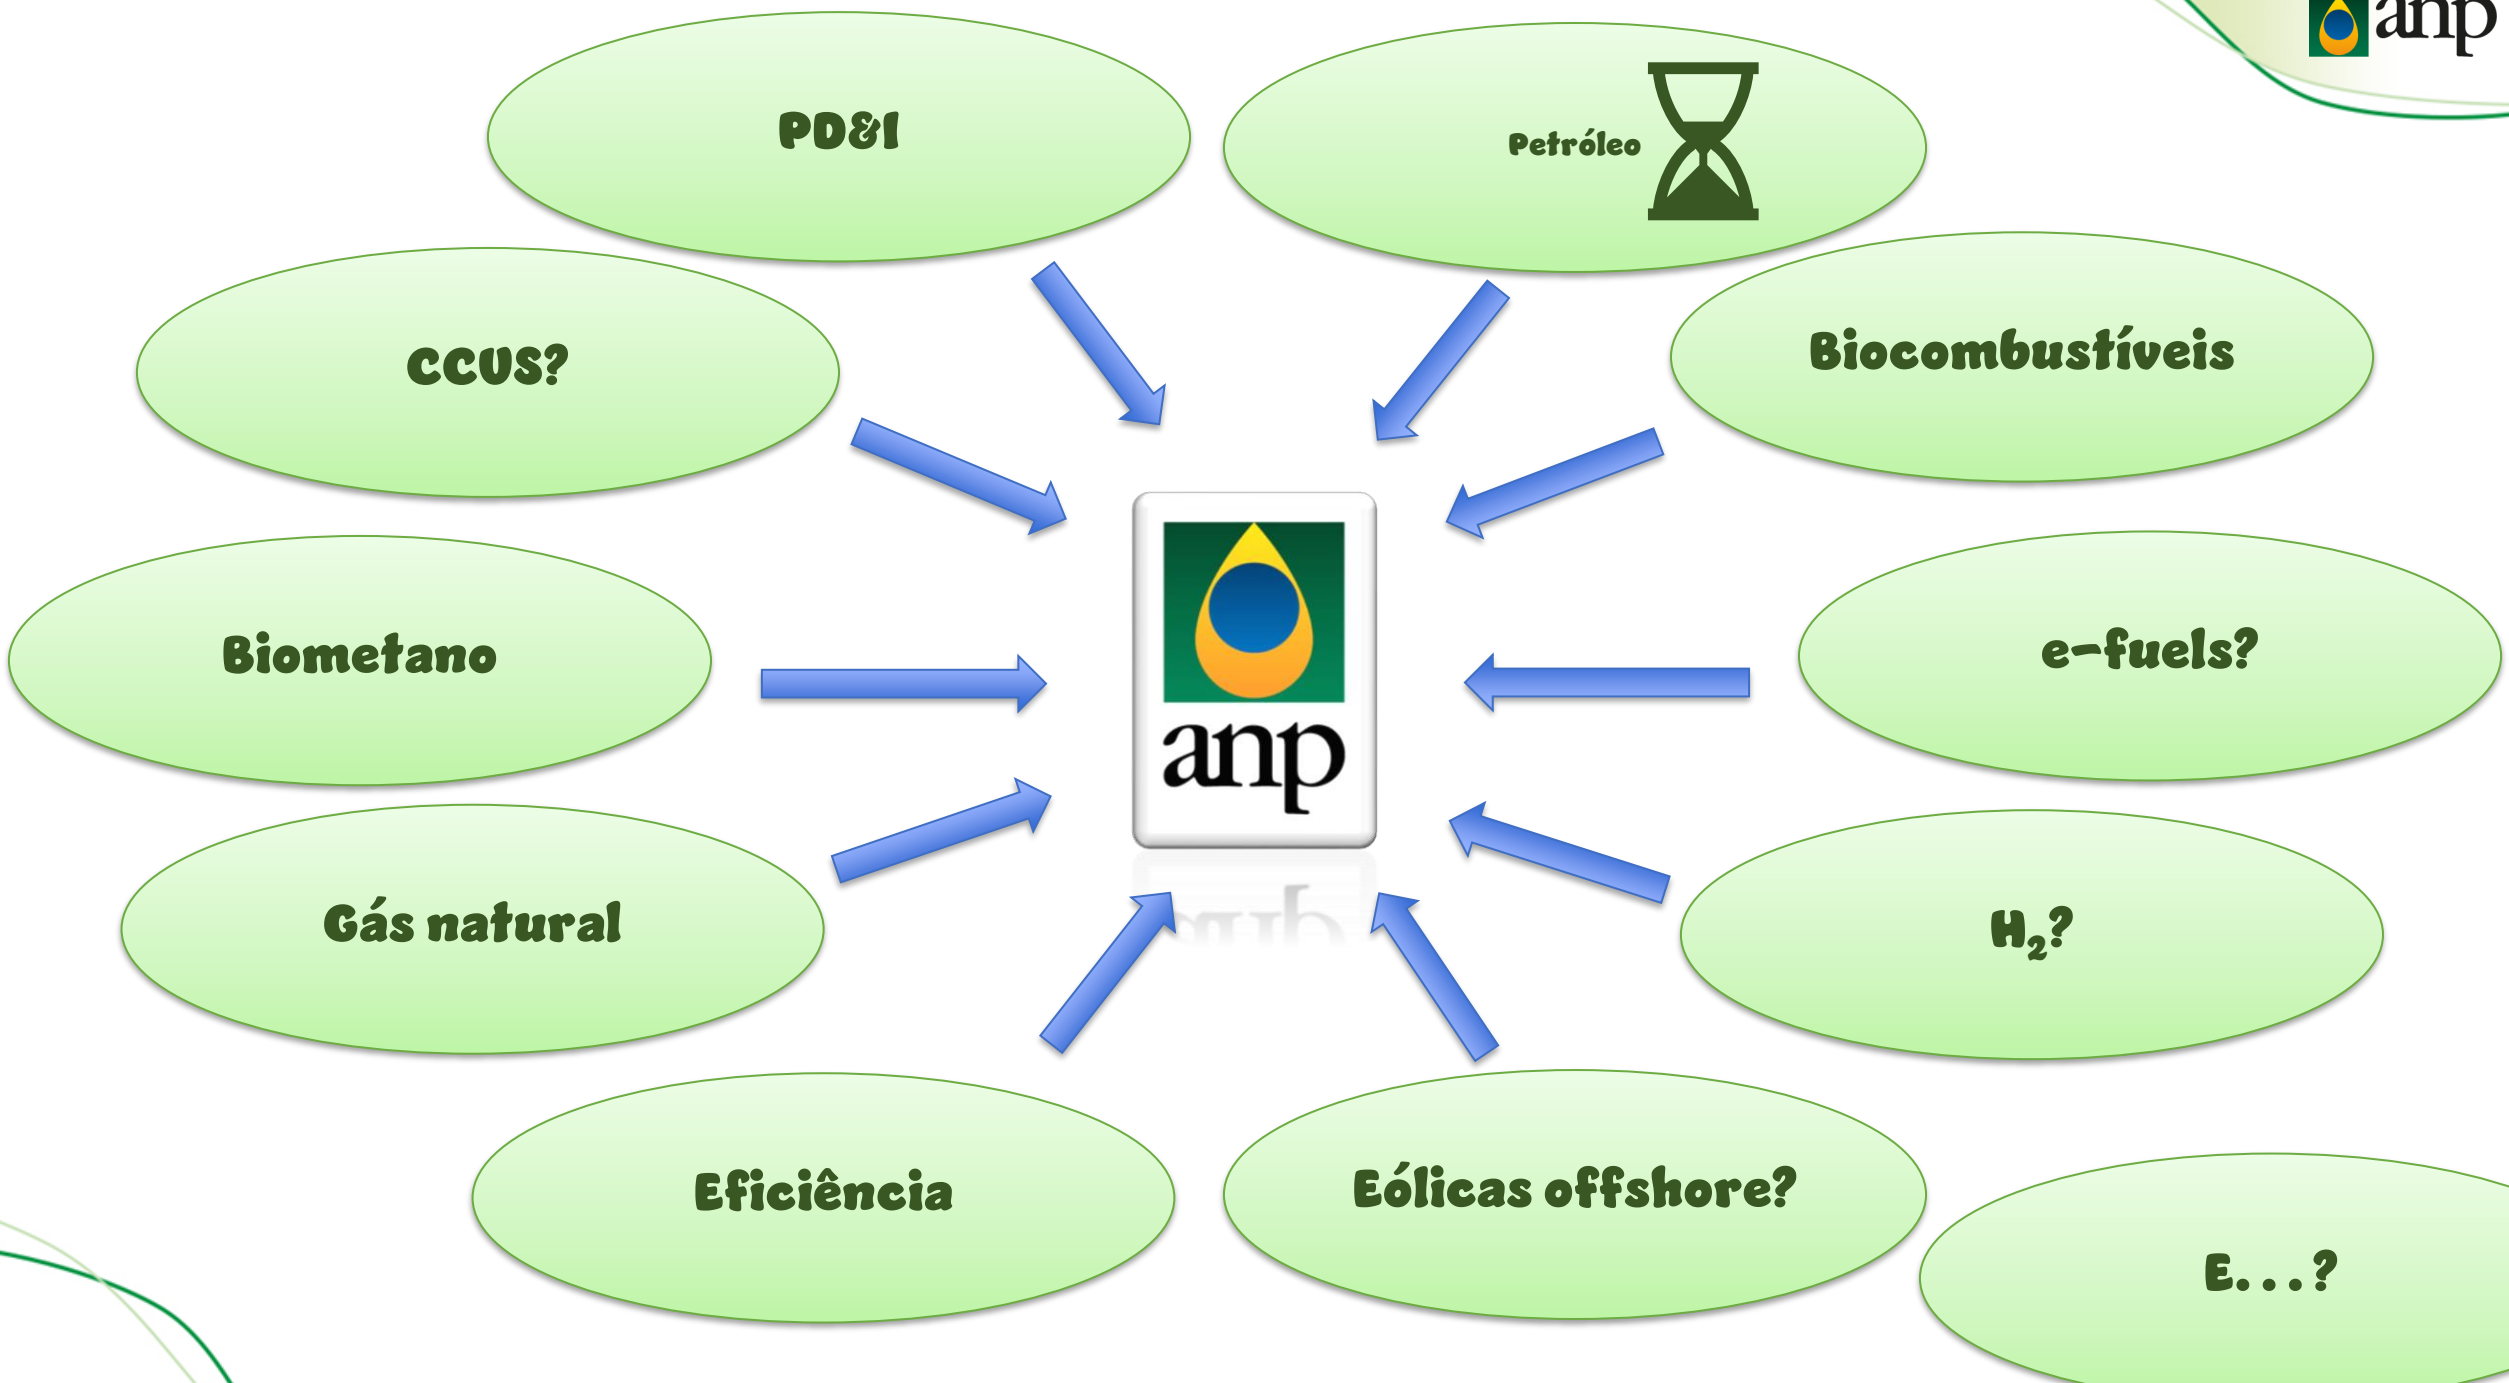 anp
PD&I
Petróleo
CCUS?
Biocombustíveis
Biometano
e-fuels?
anp
Gás natural
H₂?
Eficiência
Eólicas offshore?
E...?